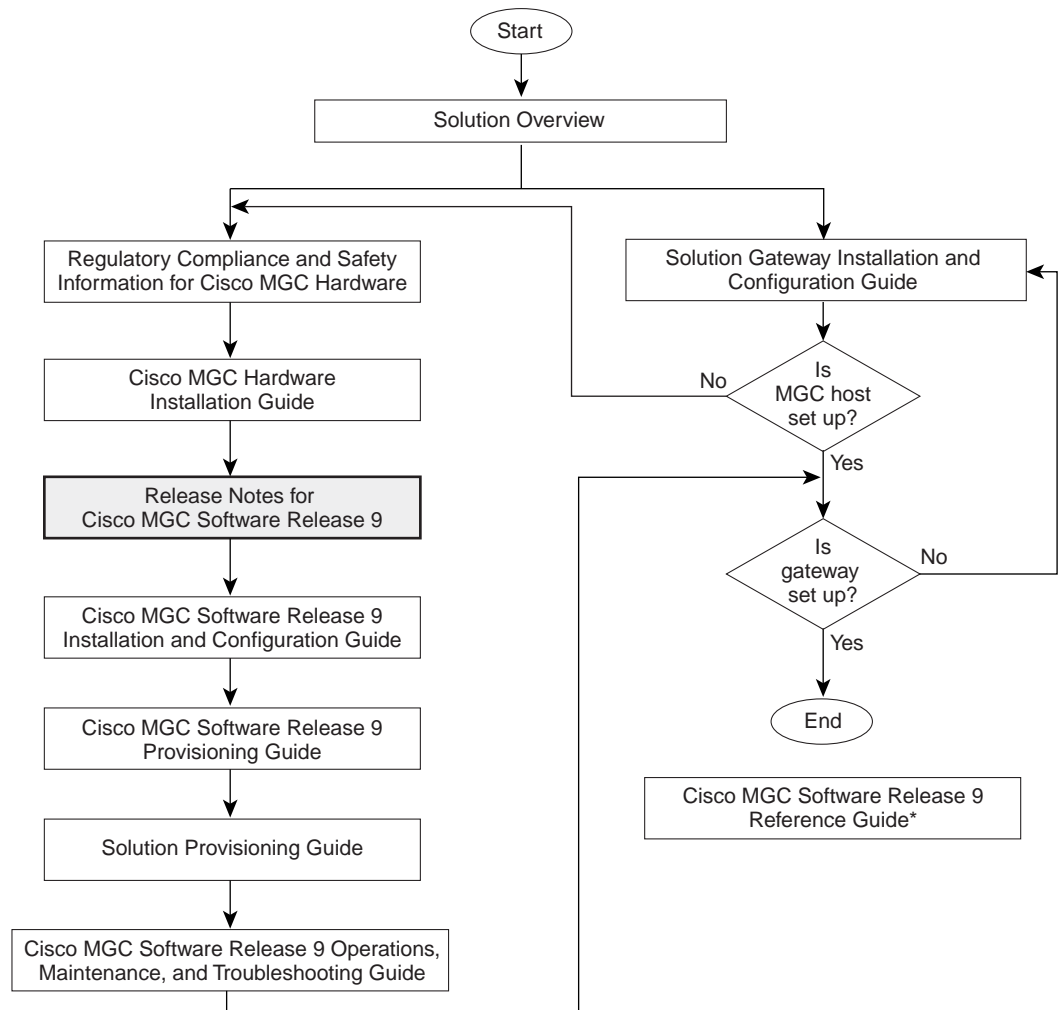 Start
Solution Overview
Regulatory Compliance and Safety
Information for Cisco MGC Hardware
Cisco MGC Hardware
Installation Guide
Release Notes for
Cisco MGC Software Release 9
Cisco MGC Software Release 9
Installation and Configuration Guide
Cisco MGC Software Release 9
Provisioning Guide
Solution Provisioning Guide
Cisco MGC Software Release 9 Operations,
Maintenance, and Troubleshooting Guide
Solution Gateway Installation and
Configuration Guide
Is
MGC host
set up?
No
Yes
Is
gateway
set up?
No
Yes
End
Cisco MGC Software Release 9
Reference Guide*